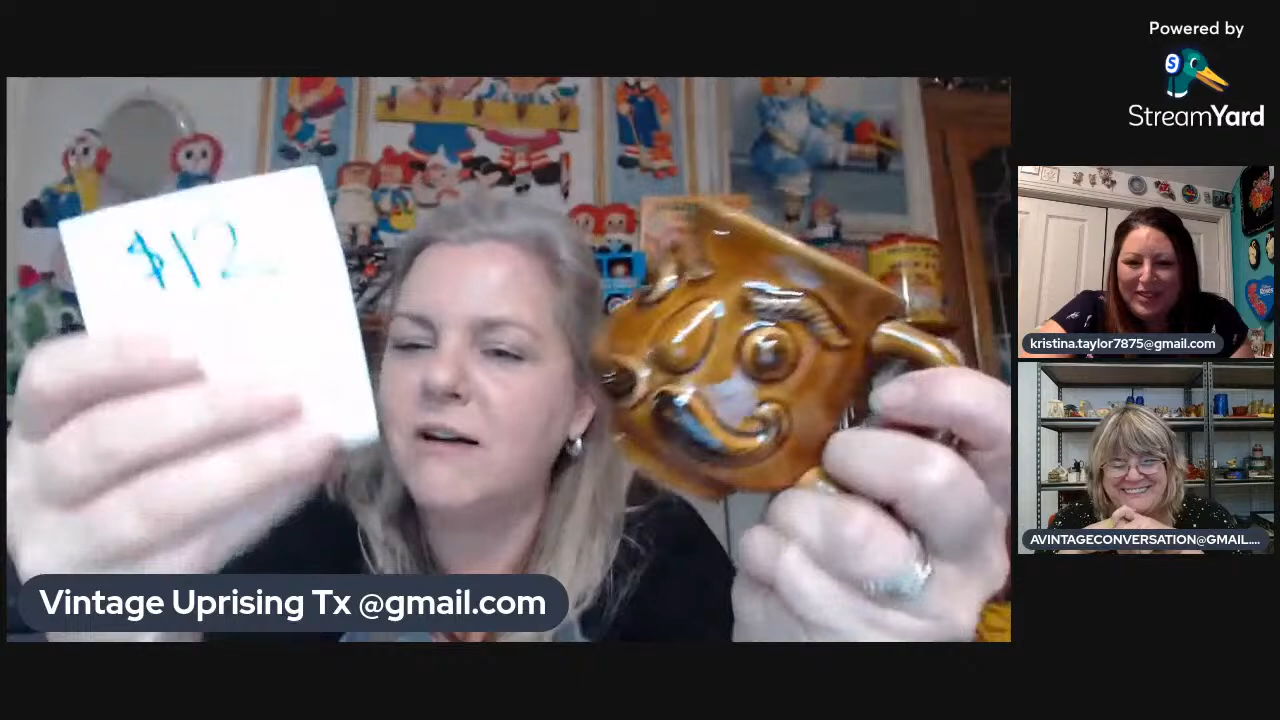 Powered by
StreamYard
$12
kristina.taylor7875@gmail.com
AVINTAGECONVERSATION@GMAIL....
Vintage Uprising Tx @gmail.com